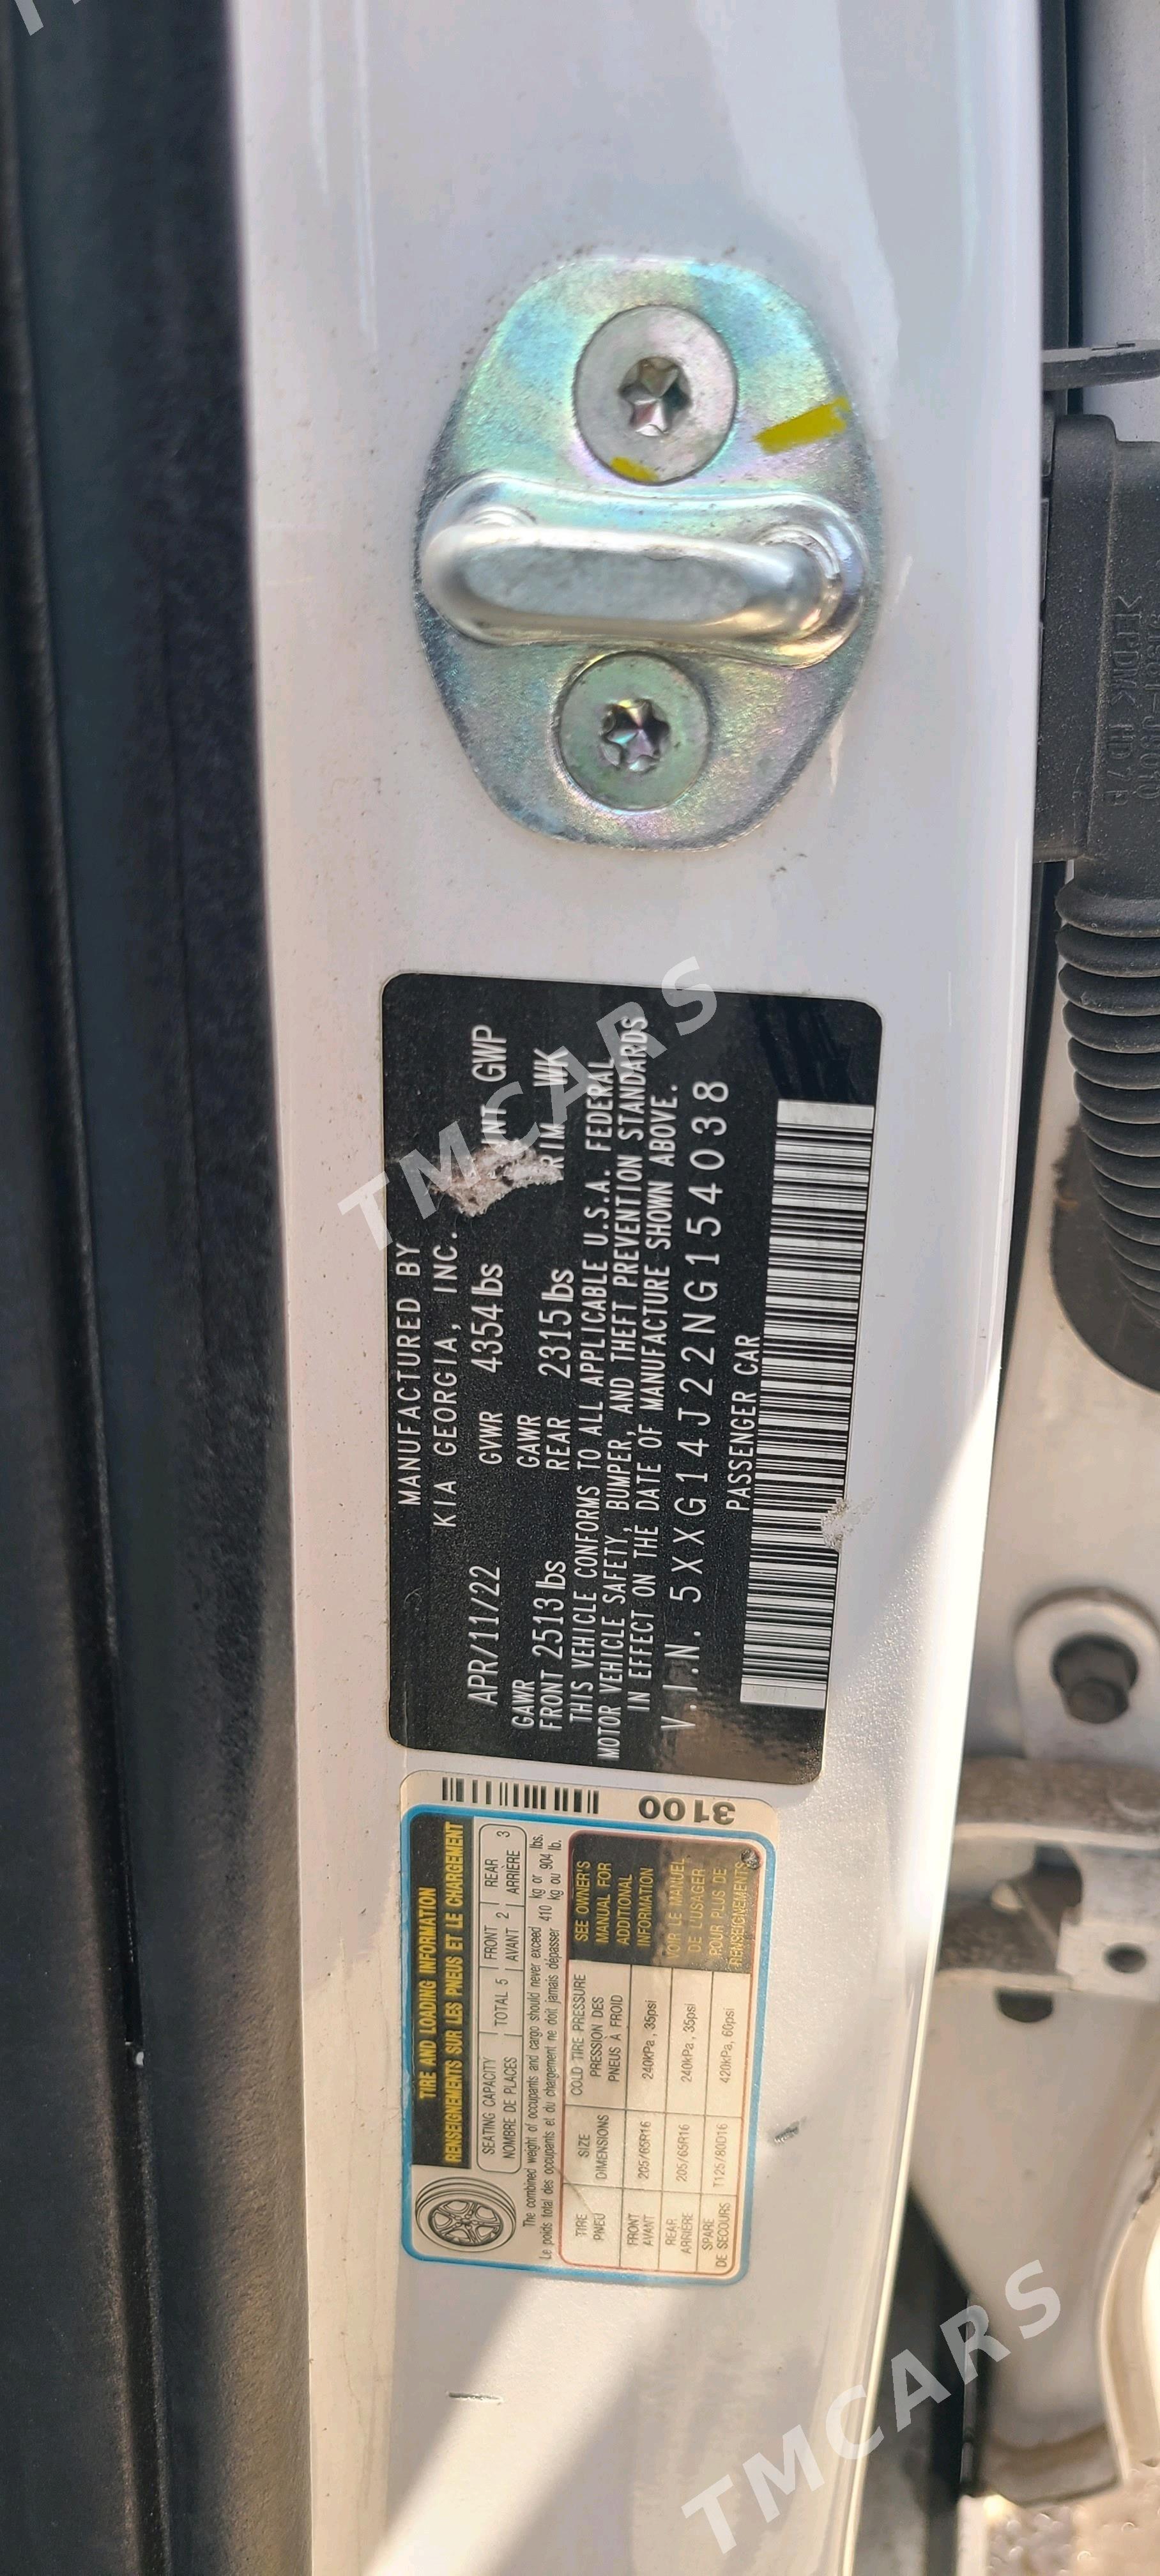 MANUFACTURED BY
KIA GEORGIA, INC.
APR/11/22 GVWR 4354 lbs GWP
GAWR FRONT 2513 lbs GAWR REAR 2315 lbs RIM WK
THIS VEHICLE CONFORMS TO ALL APPLICABLE U.S.A. FEDERAL
MOTOR VEHICLE SAFETY, BUMPER, AND THEFT PREVENTION STANDARDS
IN EFFECT ON THE DATE OF MANUFACTURE SHOWN ABOVE.
V.I.N. 5XXG14J22NG154038
PASSENGER CAR
TIRE AND LOADING INFORMATION
RENSEIGNEMENTS SUR LES PNEUS ET LE CHARGEMENT
SEATING CAPACITY
NOMBRE DE PLACES
TOTAL 5
FRONT
AVANT 2
REAR
ARRIÈRE 3
The combined weight of occupants and cargo should never exceed kg or lbs.
Le poids total des occupants et du chargement ne doit jamais dépasser 410 kg ou 904 lb.
TIRE
PNEU
SIZE
DIMENSIONS
COLD TIRE PRESSURE
PRESSION DES
PNEUS À FROID
FRONT
AVANT
205/65R16
240kPa, 35psi
REAR
ARRIÈRE
205/65R16
240kPa, 35psi
SPARE
DE SECOURS
T125/80D16
420kPa, 60psi
SEE OWNER'S
MANUAL FOR
ADDITIONAL
INFORMATION
VOIR LE MANUEL
DE L'USAGER
POUR PLUS DE
RENSEIGNEMENTS
3100
TMCARS
TMCARS